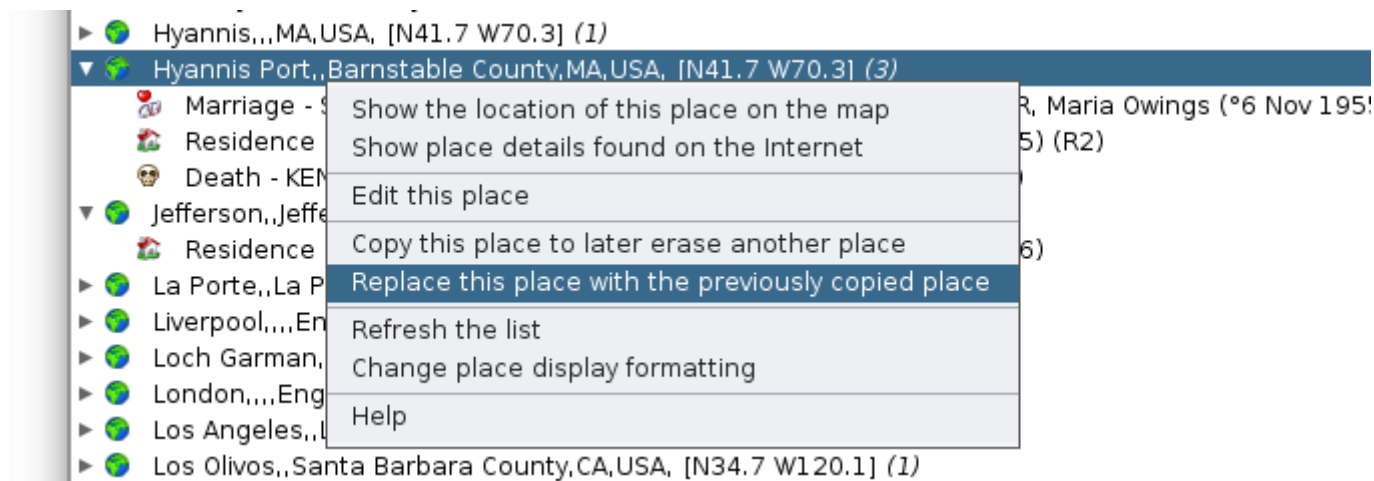 Hyannis,,,MA,USA, [N41.7 W70.3] (1)
Hyannis Port,,Barnstable County,MA,USA, [N41.7 W70.3] (3)
Marriage - S R, Maria Owings (°6 Nov 195
Residence 5) (R2)
Death - KEN )
Jefferson,,Jeffe
Residence 6)
La Porte,,La P
Liverpool,,,,En
Loch Garman,
London,,,,Eng
Los Angeles,,L
Los Olivos,,Santa Barbara County,CA,USA, [N34.7 W120.1] (1)
Show the location of this place on the map
Show place details found on the Internet
Edit this place
Copy this place to later erase another place
Replace this place with the previously copied place
Refresh the list
Change place display formatting
Help